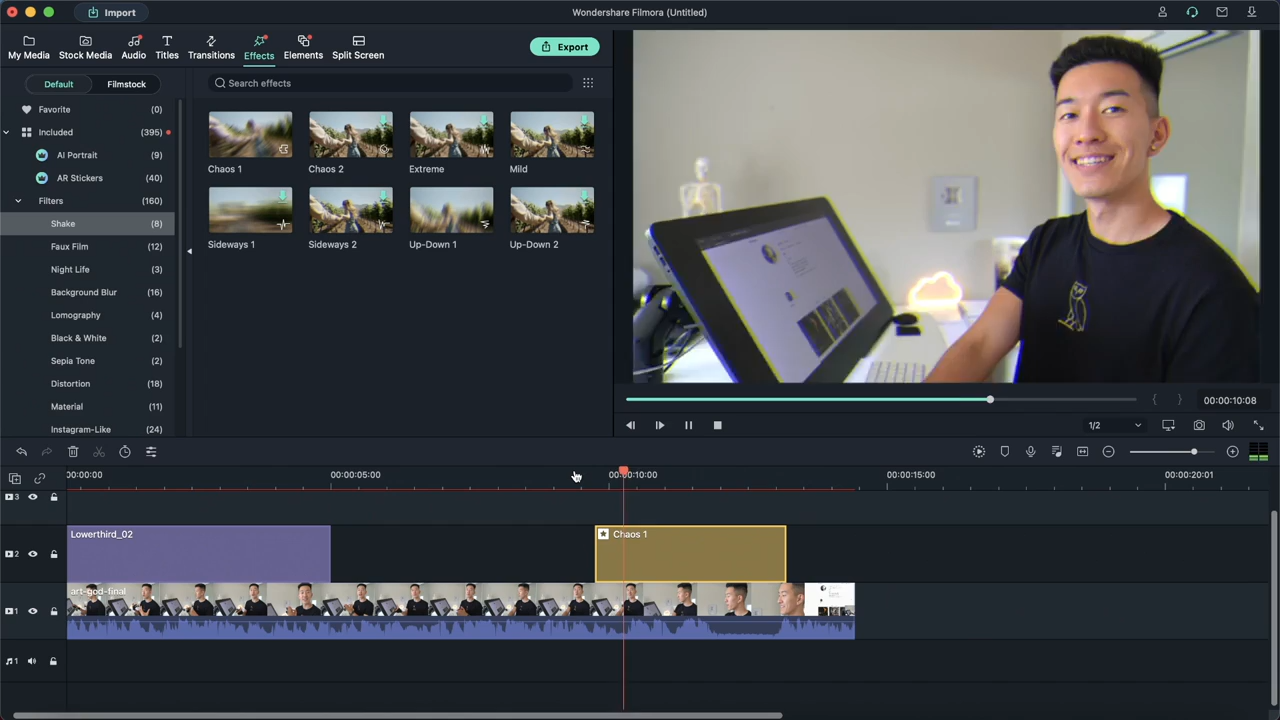 Import
Wondershare Filmora (Untitled)
My Media
Stock Media
Audio
Titles
Transitions
Effects
Elements
Split Screen
Export
Default
Filmstock
Search effects
Favorite (0)
Included (395)
AI Portrait (9)
AR Stickers (40)
Filters (160)
Shake (8)
Faux Film (12)
Night Life (3)
Background Blur (16)
Lomography (4)
Black & White (2)
Sepia Tone (2)
Distortion (18)
Material (11)
Instagram-Like (24)
Chaos 1
Chaos 2
Extreme
Mild
Sideways 1
Sideways 2
Up-Down 1
Up-Down 2
00:00:10:08
1/2
00:00:00
00:00:05:00
00:00:10:00
00:00:15:00
00:00:20:01
3
2
Lowerthird_02
Chaos 1
1
art-god-final
1